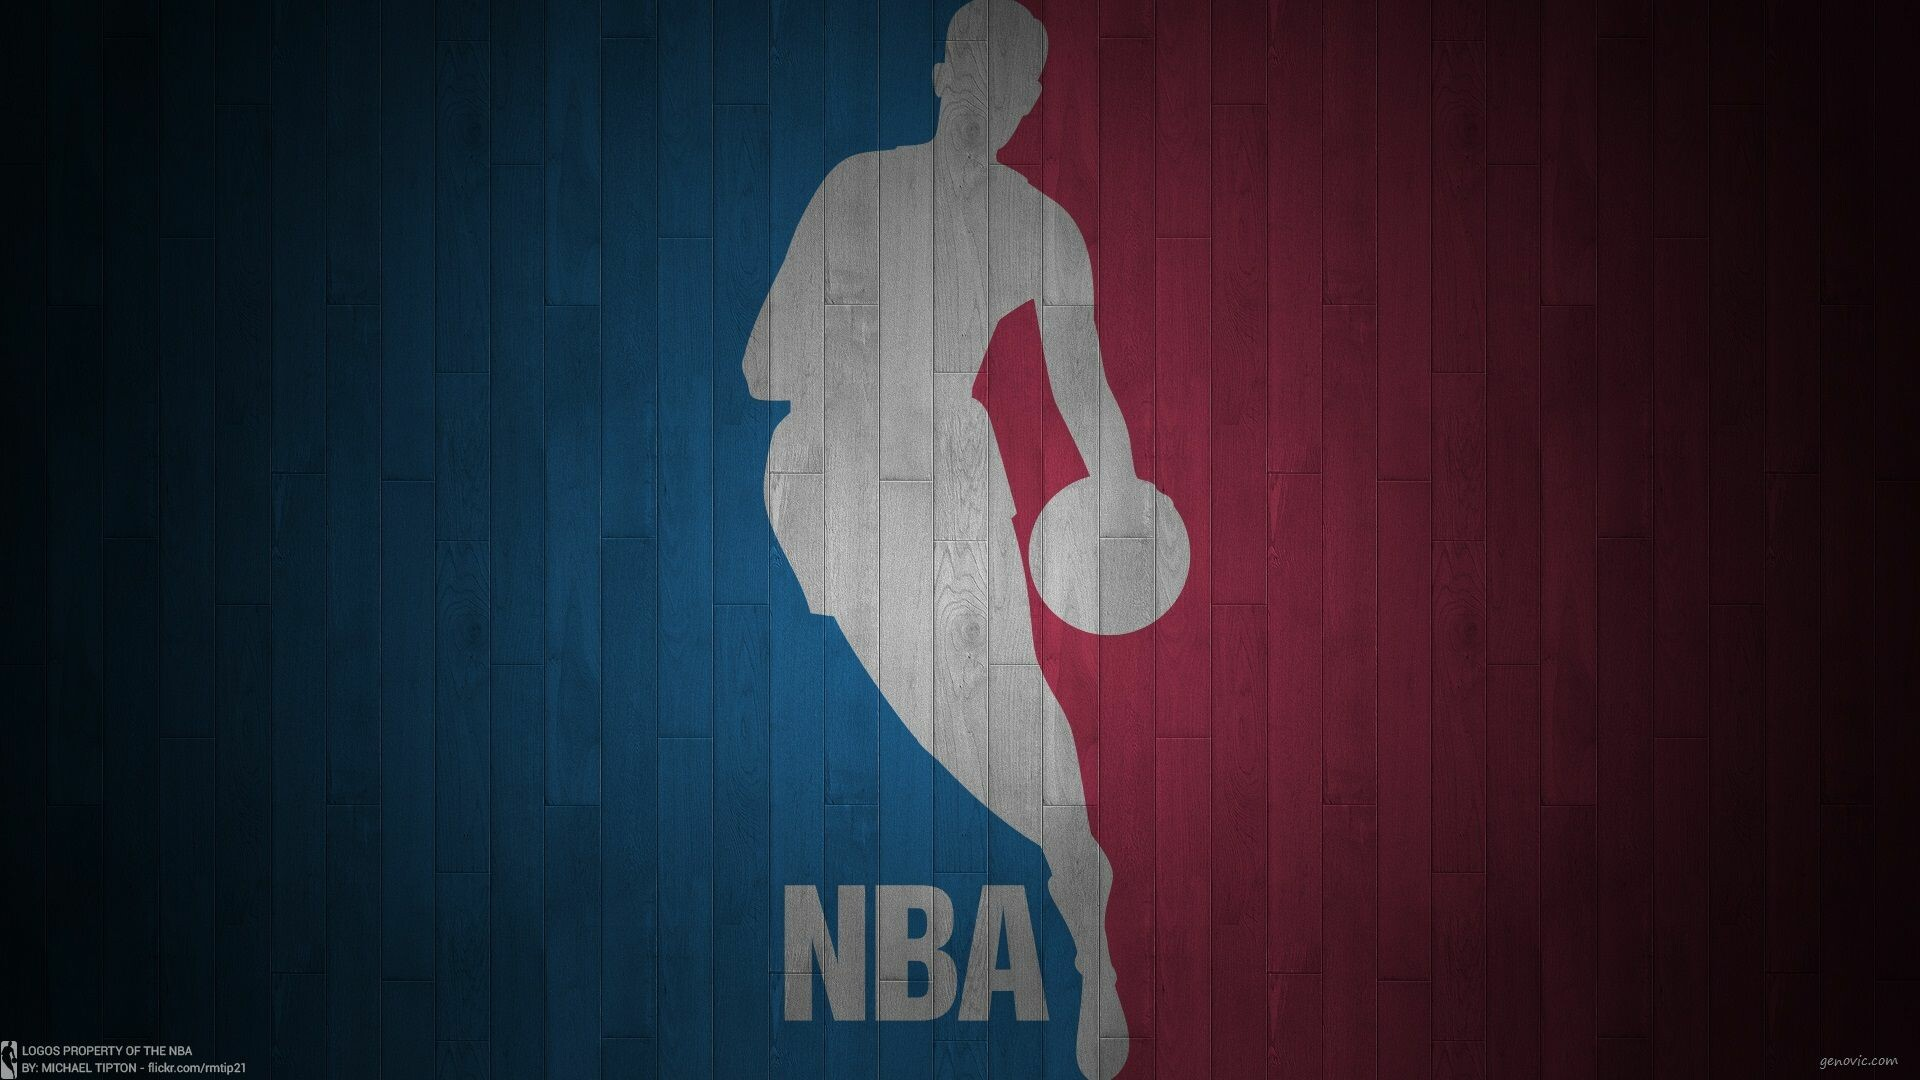 NBA
LOGOS PROPERTY OF THE NBA
BY: MICHAEL TIPTON - flickr.com/rmtip21
genovic.com